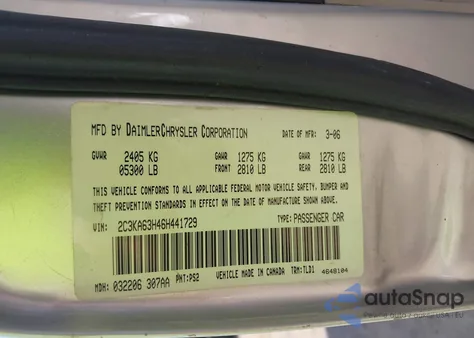 MFD BY DAIMLERCHRYSLER CORPORATION DATE OF MFR: 3-06
GVWR 2405 KG GAWR 1275 KG GAWR 1275 KG
05300 LB FRONT 2810 LB REAR 2810 LB
THIS VEHICLE CONFORMS TO ALL APPLICABLE FEDERAL MOTOR VEHICLE SAFETY, BUMPER AND
THEFT PREVENTION STANDARDS IN EFFECT ON THE DATE OF MANUFACTURE SHOWN ABOVE.
VIN: 2C3KA63H46H441729 TYPE: PASSENGER CAR
MDH: 032206 307AA PNT: PS2 VEHICLE MADE IN CANADA TRM: TLD1 4648104
autoSnap